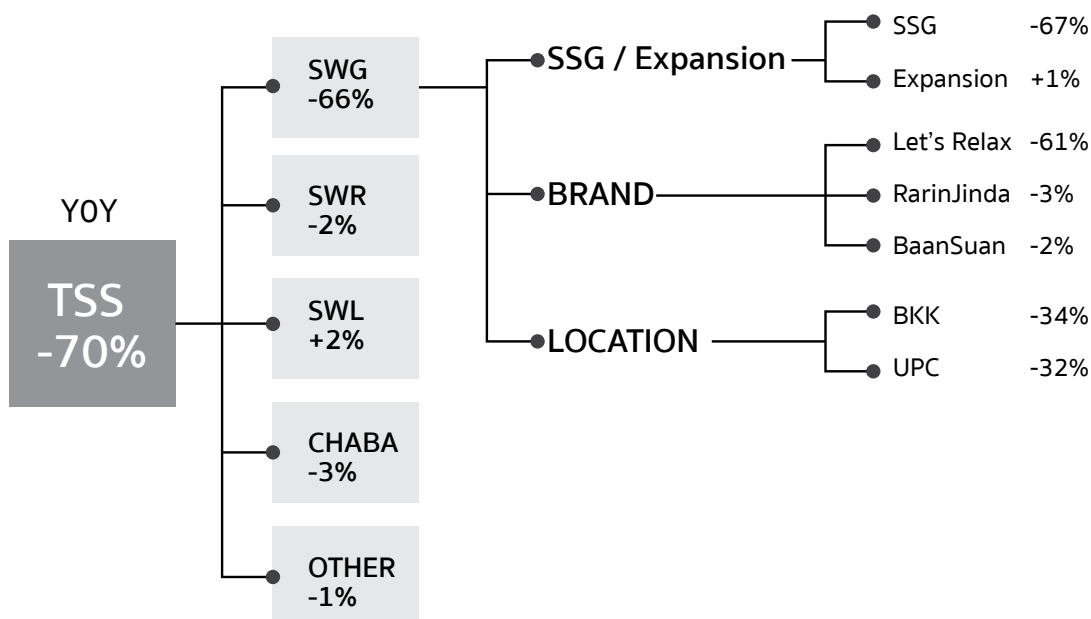 Y0Y
TSS
-70%
SWG
-66%
SWR
-2%
SWL
+2%
CHABA
-3%
OTHER
-1%
SSG / Expansion
SSG -67%
Expansion +1%
BRAND
Let's Relax -61%
RarinJinda -3%
BaanSuan -2%
LOCATION
BKK -34%
UPC -32%